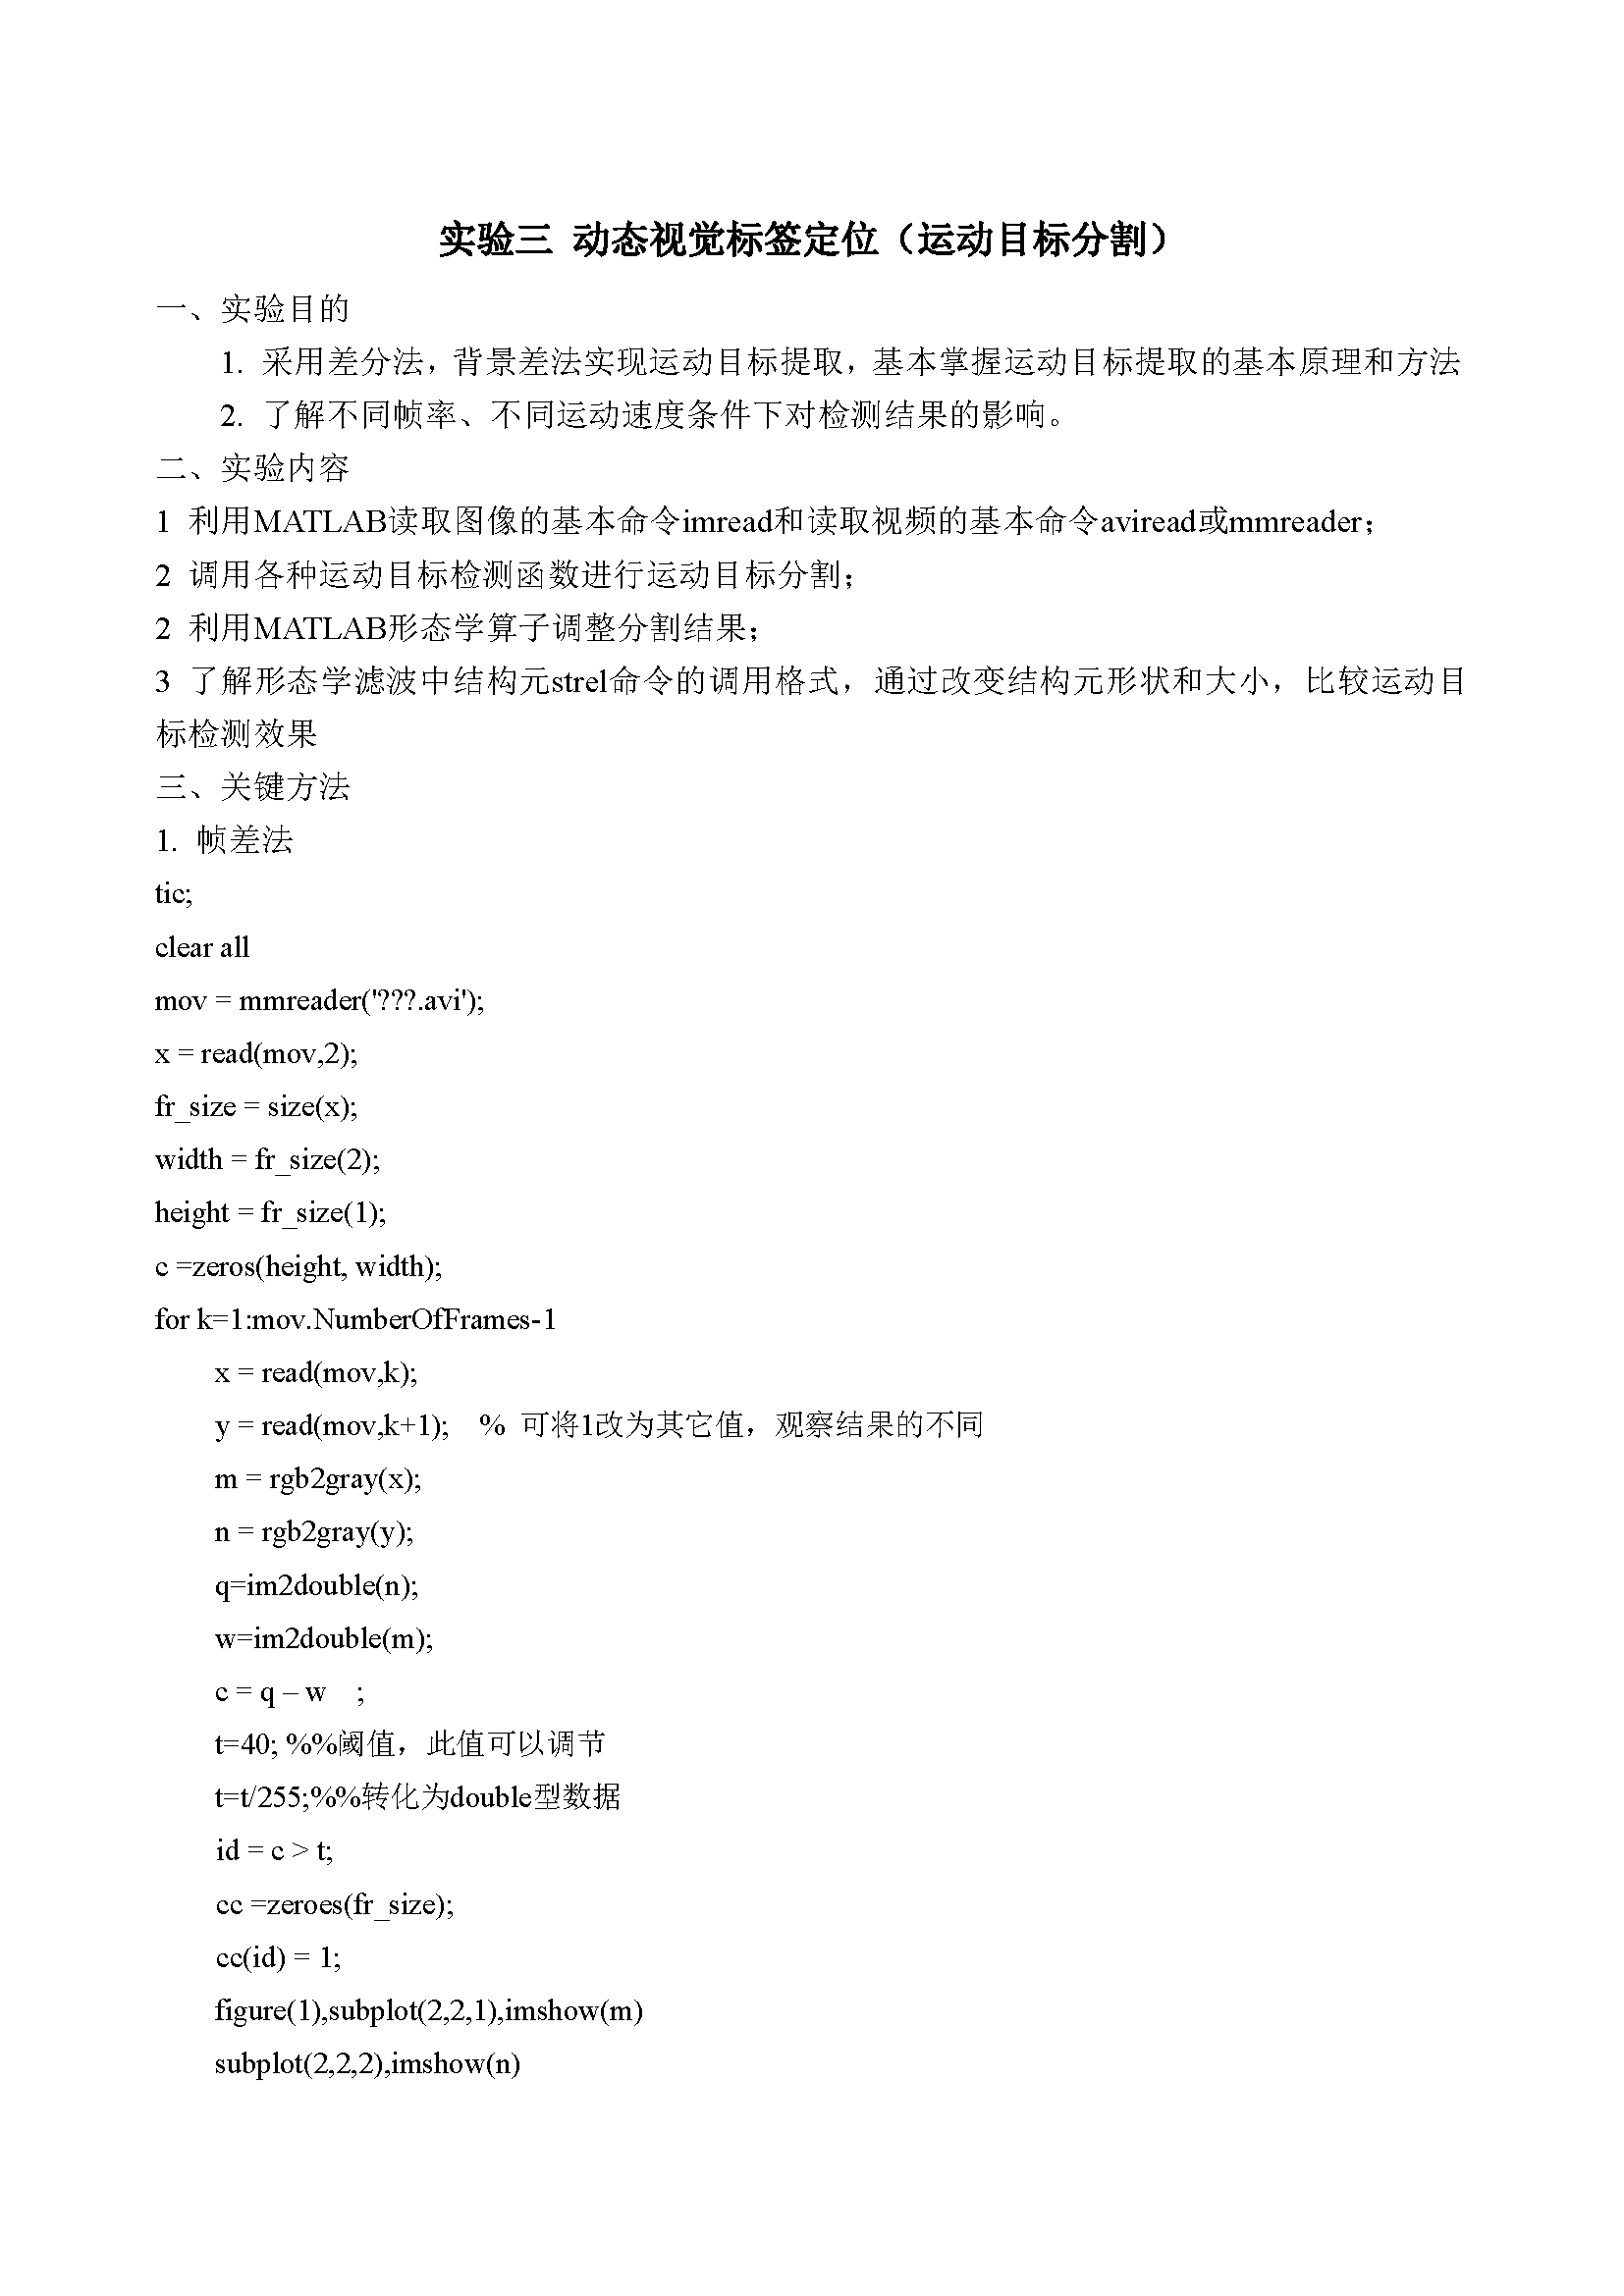 实验三 动态视觉标签定位（运动目标分割）
一、实验目的
1. 采用差分法，背景差法实现运动目标提取，基本掌握运动目标提取的基本原理和方法
2. 了解不同帧率、不同运动速度条件下对检测结果的影响。
二、实验内容
1 利用MATLAB读取图像的基本命令imread和读取视频的基本命令aviread或mmreader；
2 调用各种运动目标检测函数进行运动目标分割；
2 利用MATLAB形态学算子调整分割结果；
3 了解形态学滤波中结构元strel命令的调用格式，通过改变结构元形状和大小，比较运动目
标检测效果
三、关键方法
1. 帧差法
tic;
clear all
mov = mmreader('???.avi');
x = read(mov,2);
fr_size = size(x);
width = fr_size(2);
height = fr_size(1);
c =zeros(height, width);
for k=1:mov.NumberOfFrames-1
x = read(mov,k);
y = read(mov,k+1); % 可将1改为其它值，观察结果的不同
m = rgb2gray(x);
n = rgb2gray(y);
q=im2double(n);
w=im2double(m);
c = q – w ;
t=40; %%阈值，此值可以调节
t=t/255;%%转化为double型数据
id = c > t;
cc =zeroes(fr_size);
cc(id) = 1;
figure(1),subplot(2,2,1),imshow(m)
subplot(2,2,2),imshow(n)